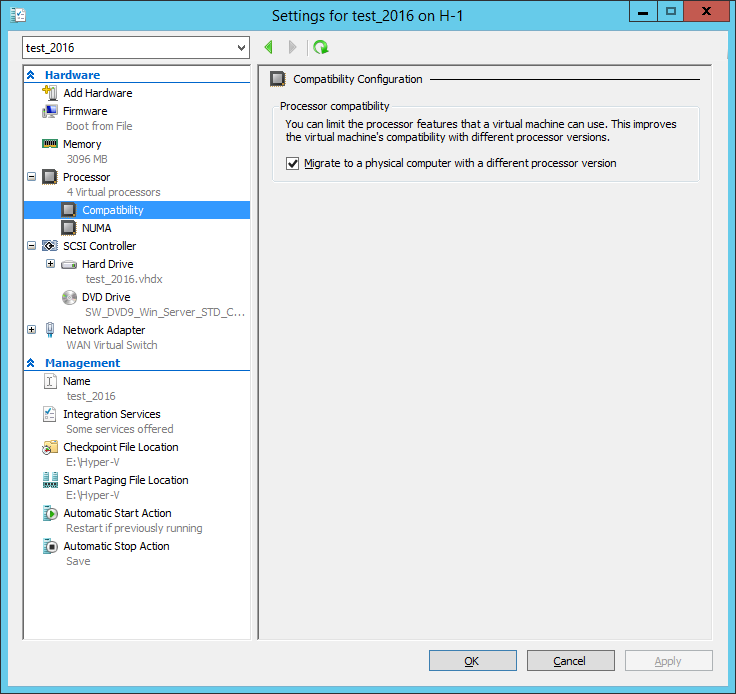 Settings for test_2016 on H-1
X
test_2016
Hardware
Add Hardware
Firmware
Boot from File
Memory
3096 MB
Processor
4 Virtual processors
Compatibility
NUMA
SCSI Controller
Hard Drive
test_2016.vhdx
DVD Drive
SW_DVD9_Win_Server_STD_C...
Network Adapter
WAN Virtual Switch
Management
Name
test_2016
Integration Services
Some services offered
Checkpoint File Location
E:\Hyper-V
Smart Paging File Location
E:\Hyper-V
Automatic Start Action
Restart if previously running
Automatic Stop Action
Save
Compatibility Configuration
Processor compatibility
You can limit the processor features that a virtual machine can use. This improves
the virtual machine's compatibility with different processor versions.
Migrate to a physical computer with a different processor version
OK
Cancel
Apply